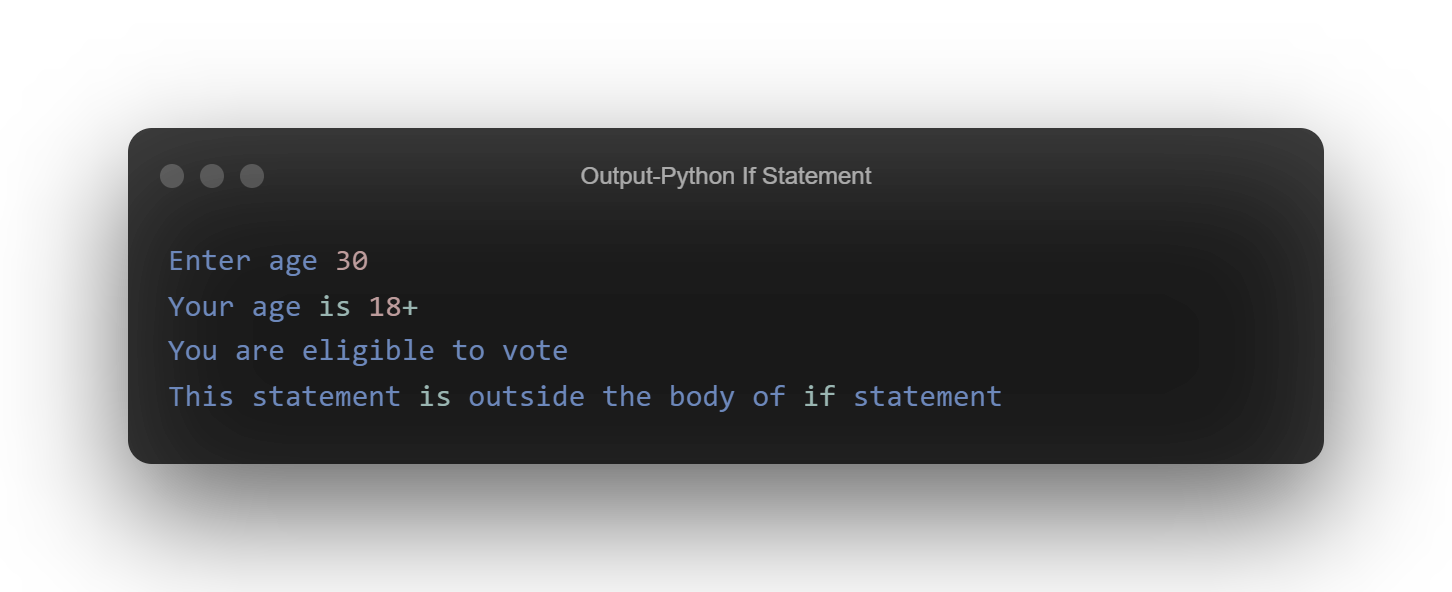 Output-Python If Statement
Enter age 30
Your age is 18+
You are eligible to vote
This statement is outside the body of if statement